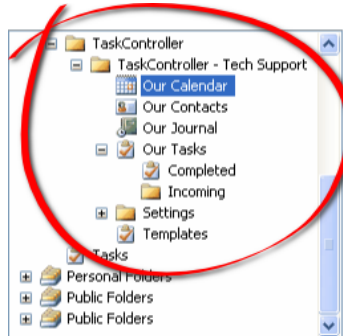 TaskController
TaskController - Tech Support
Our Calendar
Our Contacts
Our Journal
Our Tasks
Completed
Incoming
Settings
Templates
Tasks
Personal Folders
Public Folders
Public Folders